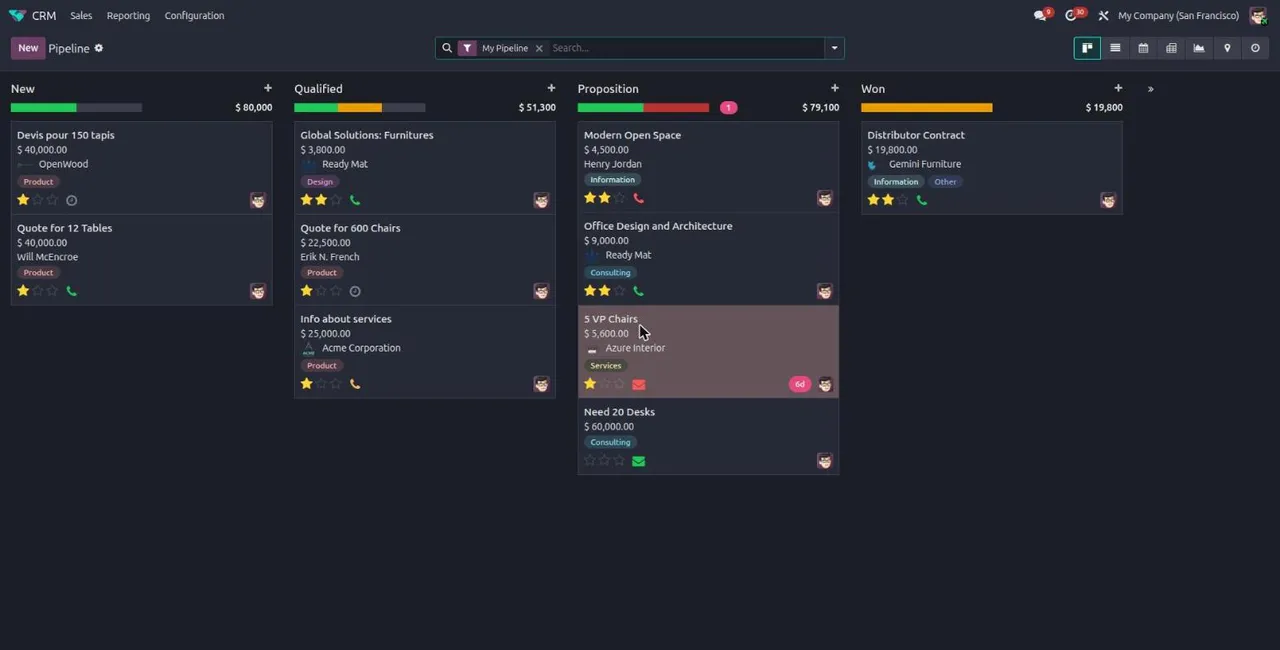 CRM Sales Reporting Configuration 9 30 My Company (San Francisco)
New Pipeline My Pipeline Search...
New
$ 80,000
Devis pour 150 tapis
$ 40,000.00
OpenWood
Product
Quote for 12 Tables
$ 40,000.00
Will McEncroe
Product
Qualified
$ 51,300
Global Solutions: Furnitures
$ 3,800.00
Ready Mat
Design
Quote for 600 Chairs
$ 22,500.00
Erik N. French
Product
Info about services
$ 25,000.00
Acme Corporation
Product
Proposition
1 $ 79,100
Modern Open Space
$ 4,500.00
Henry Jordan
Information
Office Design and Architecture
$ 9,000.00
Ready Mat
Consulting
5 VP Chairs
$ 5,600.00
Azure Interior
Services
6d
Need 20 Desks
$ 60,000.00
Consulting
Won
$ 19,800
Distributor Contract
$ 19,800.00
Gemini Furniture
Information Other